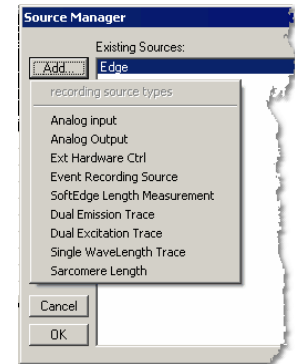 Source Manager
Existing Sources:
Add...
Edge
recording source types
Analog input
Analog Output
Ext Hardware Ctrl
Event Recording Source
SoftEdge Length Measurement
Dual Emission Trace
Dual Excitation Trace
Single WaveLength Trace
Sarcomere Length
Cancel
OK